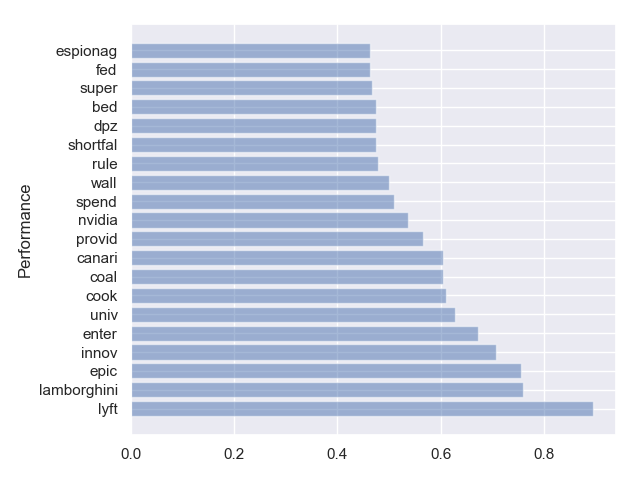 espionag
fed
super
bed
dpz
shortfal
rule
wall
spend
nvidia
provid
canari
coal
cook
univ
enter
innov
epic
lamborghini
lyft
Performance
0.0 0.2 0.4 0.6 0.8